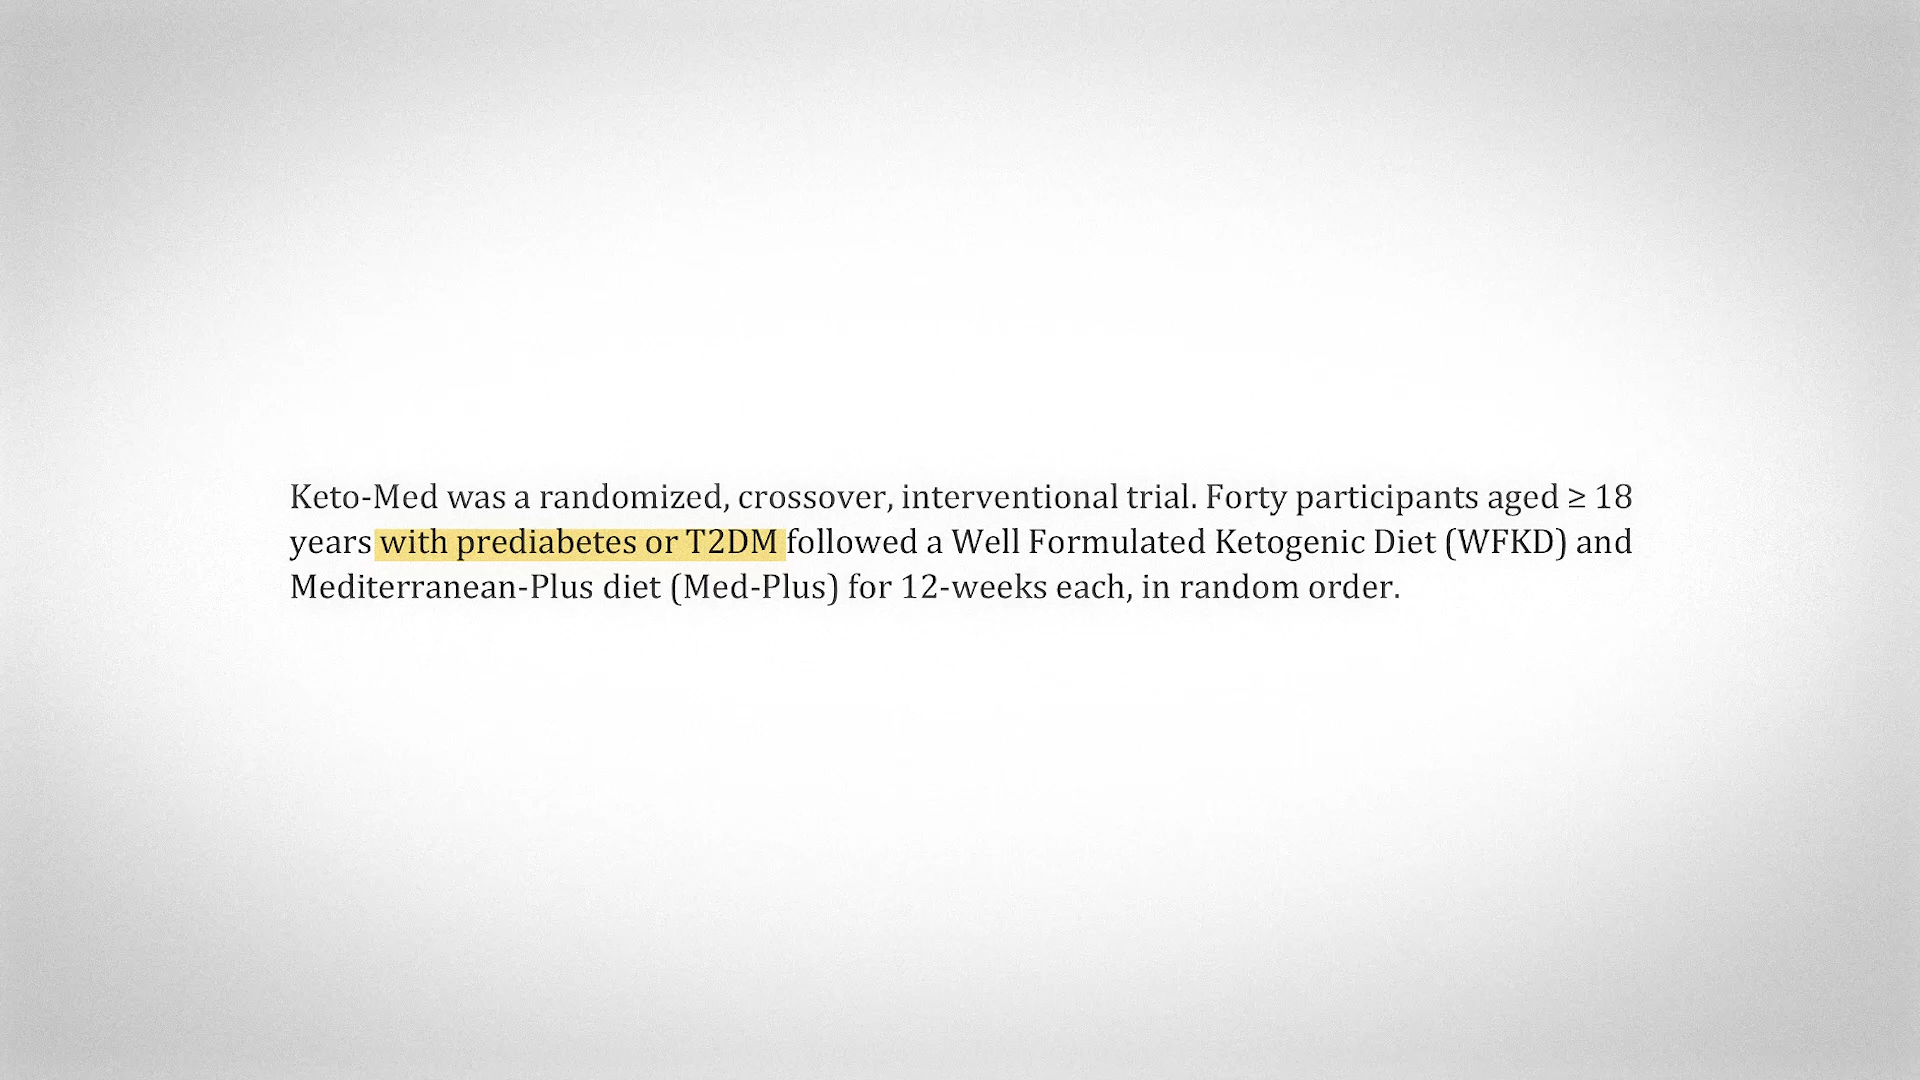 Keto-Med was a randomized, crossover, interventional trial. Forty participants aged ≥ 18
years with prediabetes or T2DM followed a Well Formulated Ketogenic Diet (WFKD) and
Mediterranean-Plus diet (Med-Plus) for 12-weeks each, in random order.